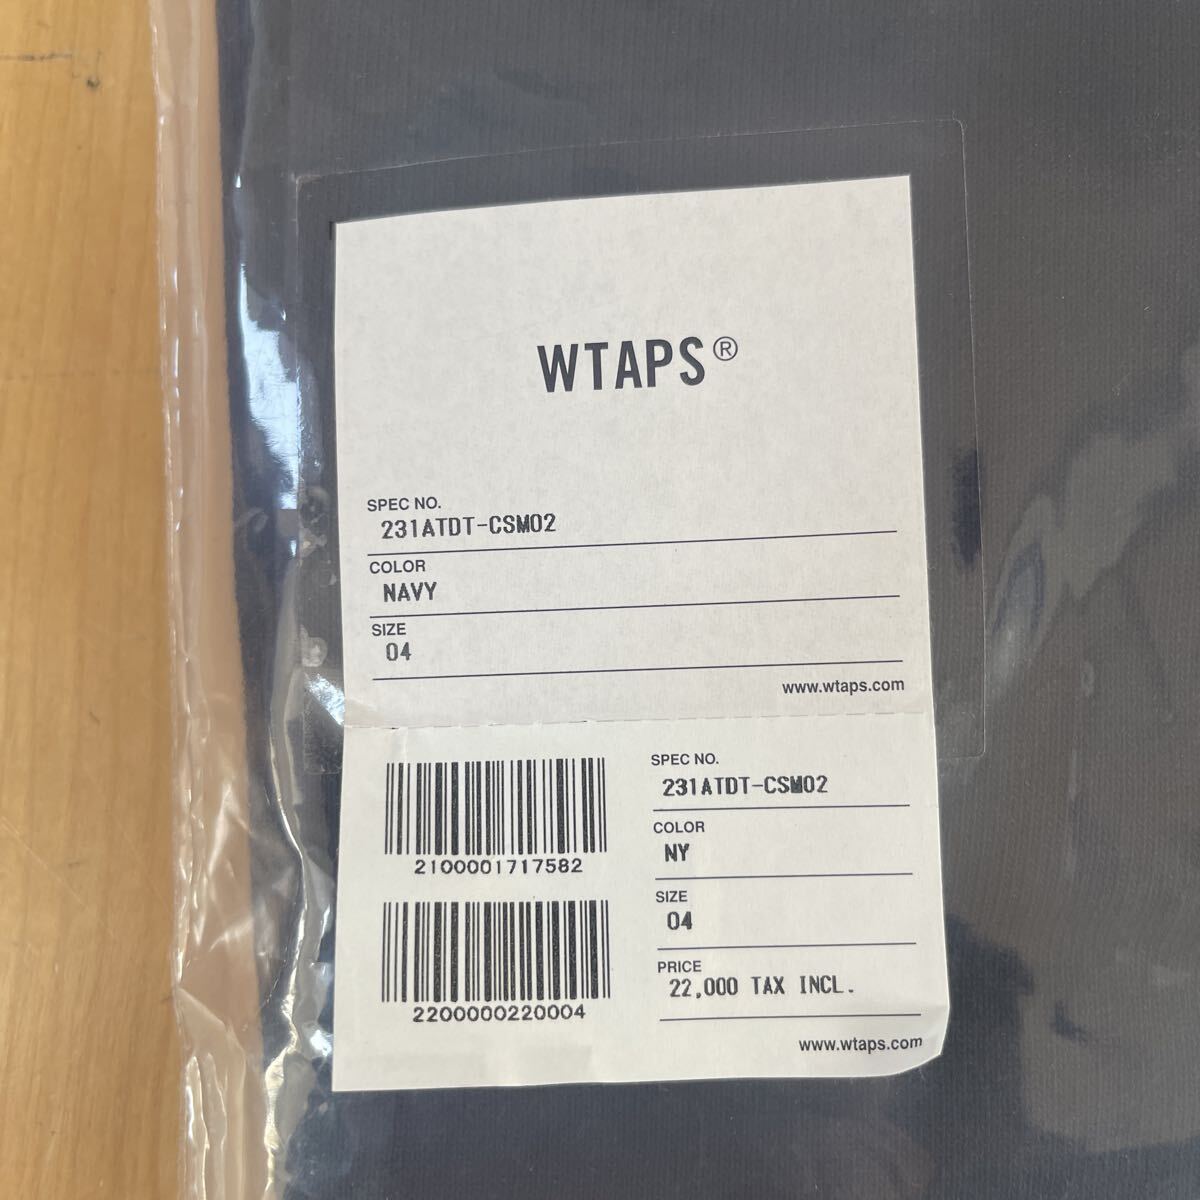 WTAPS®
SPEC NO.
231ATDT-CSM02
COLOR
NAVY
SIZE
04
www.wtaps.com
2100001717582
2200000220004
SPEC NO.
231ATDT-CSM02
COLOR
NY
SIZE
04
PRICE
22,000 TAX INCL.
www.wtaps.com